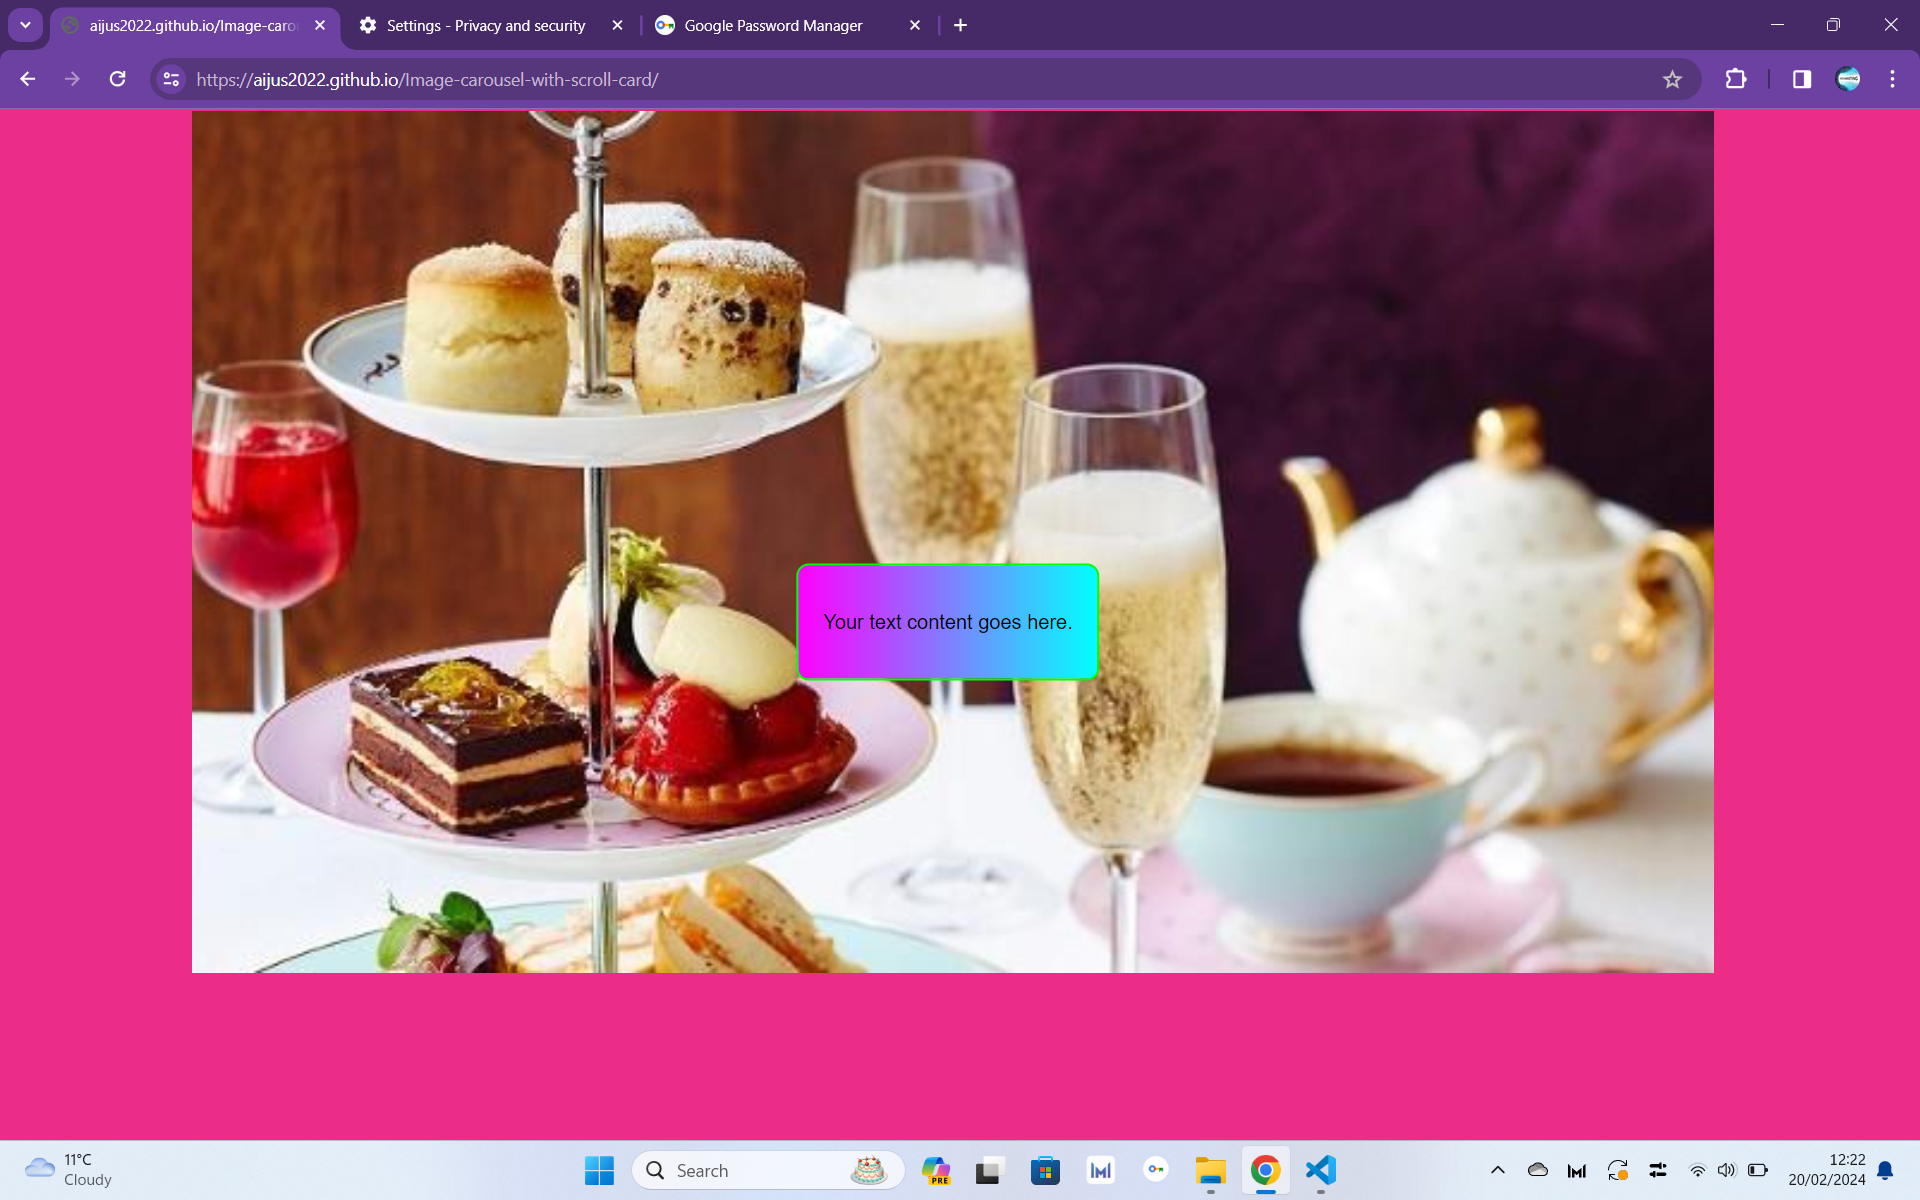 aijus2022.github.io/Image-caro
Settings - Privacy and security
Google Password Manager
https://aijus2022.github.io/Image-carousel-with-scroll-card/
Your text content goes here.
11°C
Cloudy
Search
PRE
12:22
20/02/2024